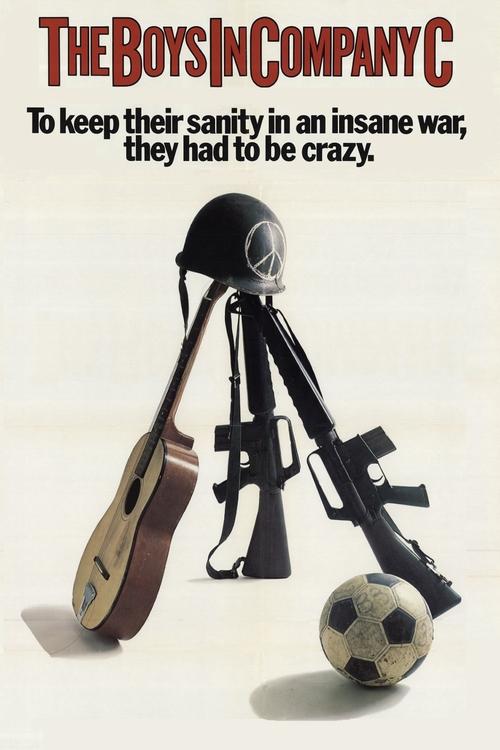 THE BOYS IN COMPANY C
To keep their sanity in an insane war,
they had to be crazy.